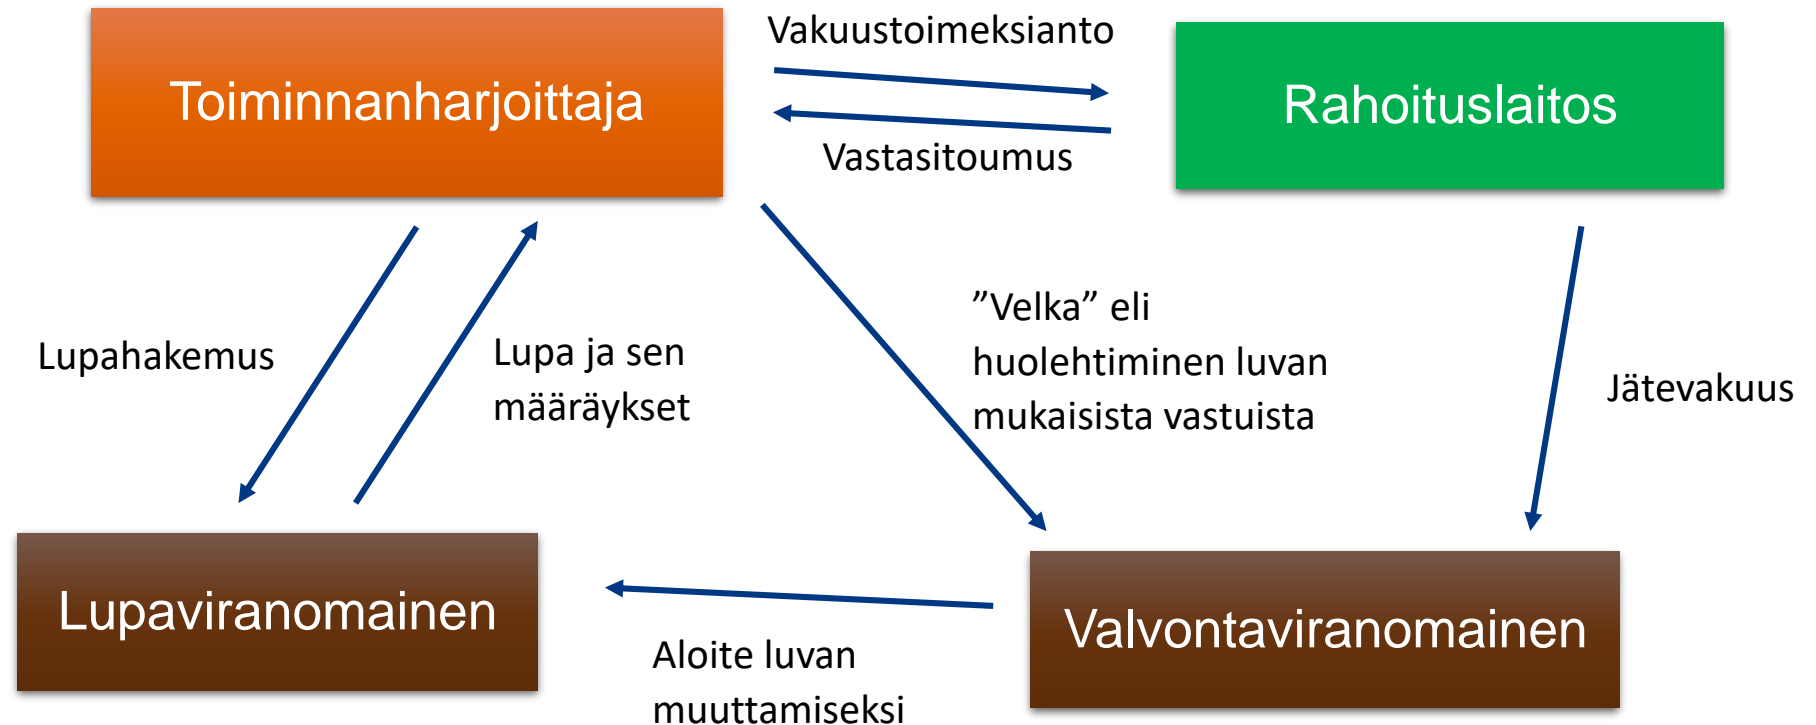 Vakuustoimeksianto
Toiminnanharjoittaja
Rahoituslaitos
Vastasitoumus
Lupahakemus
Lupa ja sen
määräykset
”Velka” eli
huolehtiminen luvan
mukaisista vastuista
Jätevakuus
Lupaviranomainen
Valvontaviranomainen
Aloite luvan
muuttamiseksi